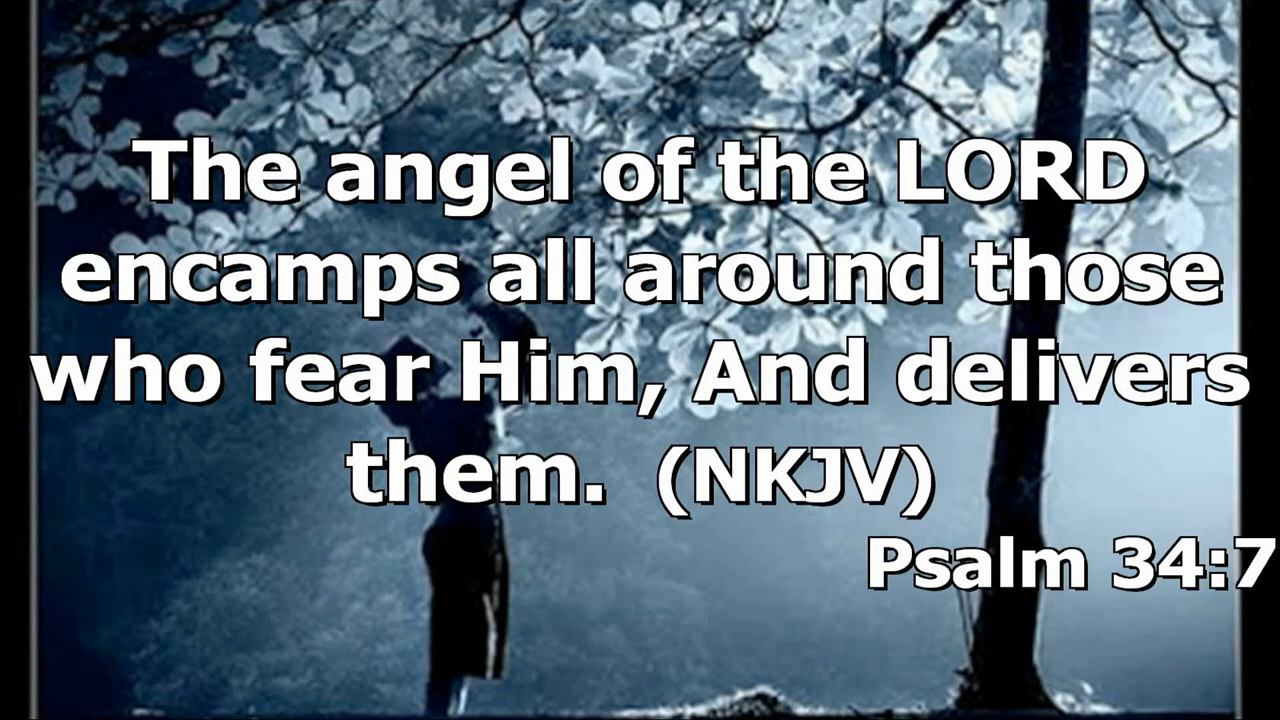 The angel of the LORD
encamps all around those
who fear Him, And delivers
them. (NKJV)
Psalm 34:7